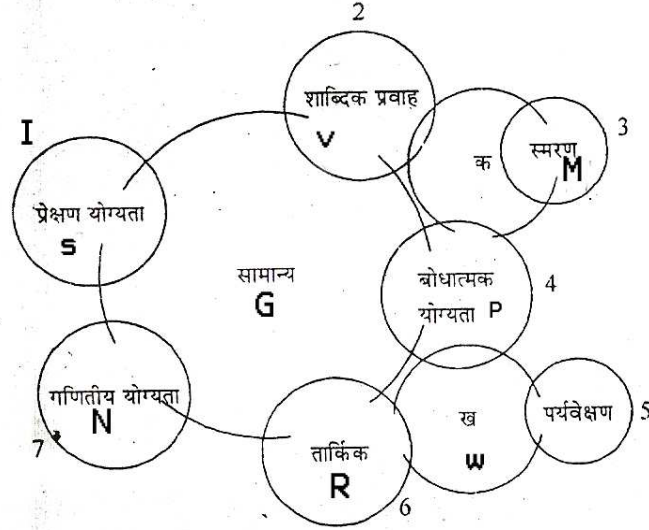 2
शाब्दिक प्रवाह
V
I
3
क
स्मरण
M
प्रेक्षण योग्यता
S
सामान्य
G
बोधात्मक
योग्यता P
4
गणितीय योग्यता
N
7
ख
W
पर्यवेक्षण
5
तार्किक
R
6